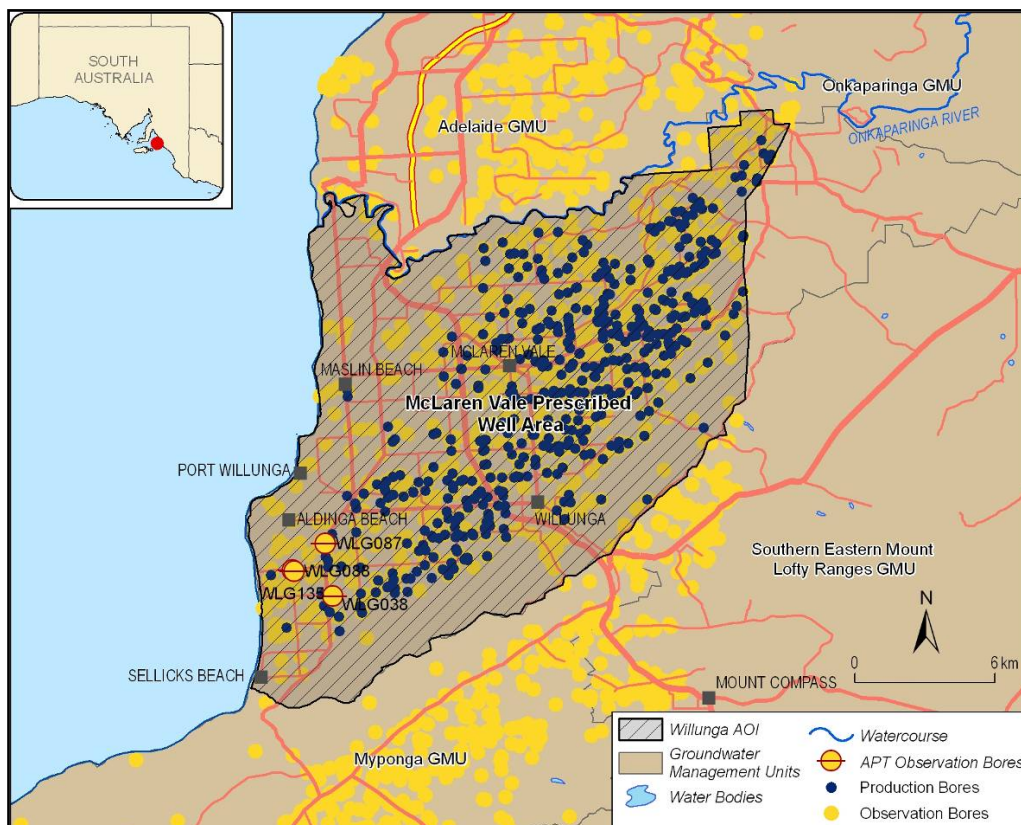 SOUTH
AUSTRALIA
Onkaparinga GMU
ONKAPARINGA RIVER
Adelaide GMU
MCLAREN VALE
MASLIN BEACH
McLaren Vale Prescribed
Well Area
PORT WILLUNGA
ALDINGA BEACH
WILLUNGA
WLG087
WLG088
WLG135
WLG038
Southern Eastern Mount
Lofty Ranges GMU
N
0 6 km
SELLICKS BEACH
MOUNT COMPASS
Myponga GMU
Willunga AOI
Groundwater
Management Units
Water Bodies
Watercourse
APT Observation Bores
Production Bores
Observation Bores